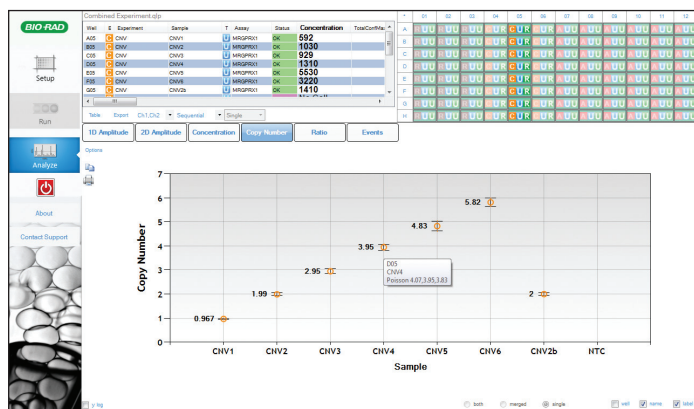 BIO-RAD
Setup
Run
Analyze
About
Contact Support
Combined Experiment.qlp
Well E Experiment Sample T Assay Status Concentration TotalConfMax
A05 C CNV CNV1 U MRGPRX1 OK 592
B05 C CNV CNV2 U MRGPRX1 OK 1030
C05 C CNV CNV3 U MRGPRX1 OK 929
D05 C CNV CNV4 U MRGPRX1 OK 1310
E05 C CNV CNV5 U MRGPRX1 OK 5530
F05 C CNV CNV6 U MRGPRX1 OK 3220
G05 C CNV CNV2b U MRGPRX1 OK 1410
Table Export Ch1,Ch2 Sequential Single
01 02 03 04 05 06 07 08 09 10 11 12
A
B
C
D
E
F
G
H
1D Amplitude 2D Amplitude Concentration Copy Number Ratio Events
Options
Copy Number
7
6
5
4
3
2
1
0
0.967
1.99
2.95
3.95
4.83
5.82
2
D05
CNV4
Poisson 4.07,3.95,3.83
CNV1 CNV2 CNV3 CNV4 CNV5 CNV6 CNV2b NTC
Sample
y log
both merged single well name label